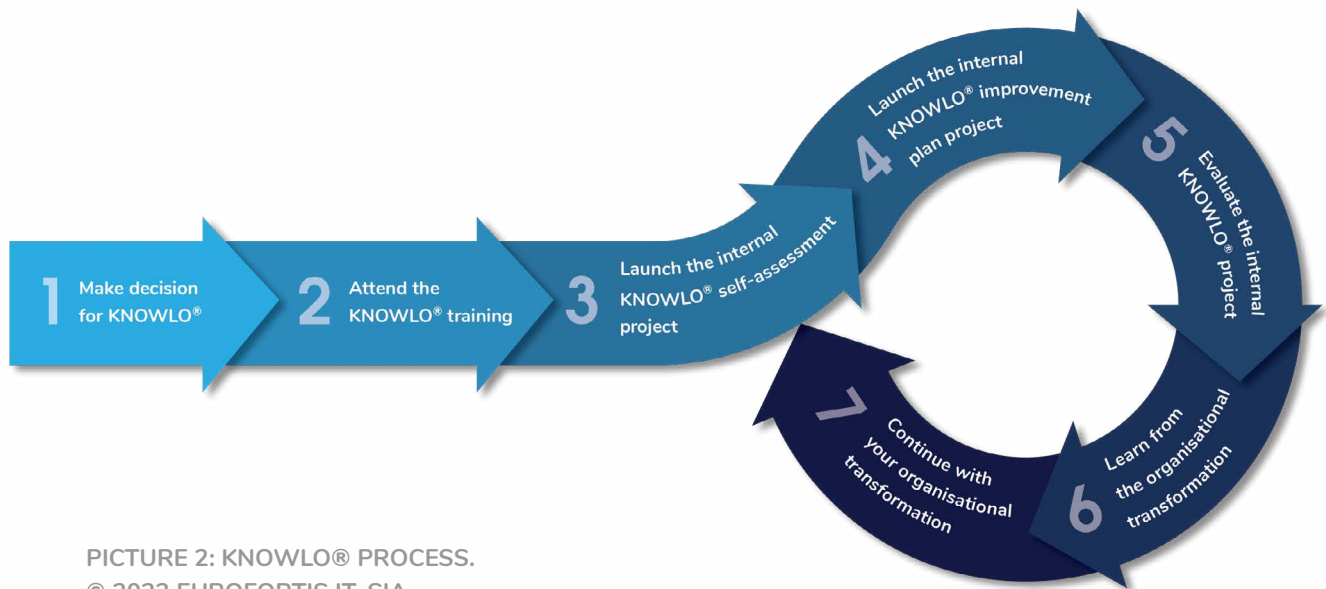 1
Make decision
for KNOWLO®
2
Attend the
KNOWLO® training
3
Launch the internal
KNOWLO® self-assessment
project
4
Launch the internal
KNOWLO® improvement
plan project
5
Evaluate the internal
KNOWLO® project
6
Learn from
the organisational
transformation
7
Continue with
your organisational
transformation
PICTURE 2: KNOWLO® PROCESS.